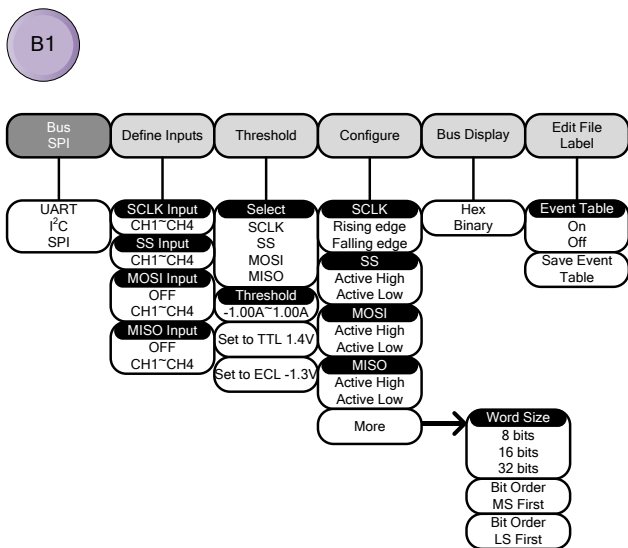 B1
Bus
SPI
Define Inputs
Threshold
Configure
Bus Display
Edit File
Label
UART
I²C
SPI
SCLK Input
CH1~CH4
SS Input
CH1~CH4
MOSI Input
OFF
CH1~CH4
MISO Input
OFF
CH1~CH4
Select
SCLK
SS
MOSI
MISO
Threshold
-1.00A~1.00A
Set to TTL 1.4V
Set to ECL -1.3V
SCLK
Rising edge
Falling edge
SS
Active High
Active Low
MOSI
Active High
Active Low
MISO
Active High
Active Low
More
Hex
Binary
Event Table
On
Off
Save Event
Table
Word Size
8 bits
16 bits
32 bits
Bit Order
MS First
Bit Order
LS First